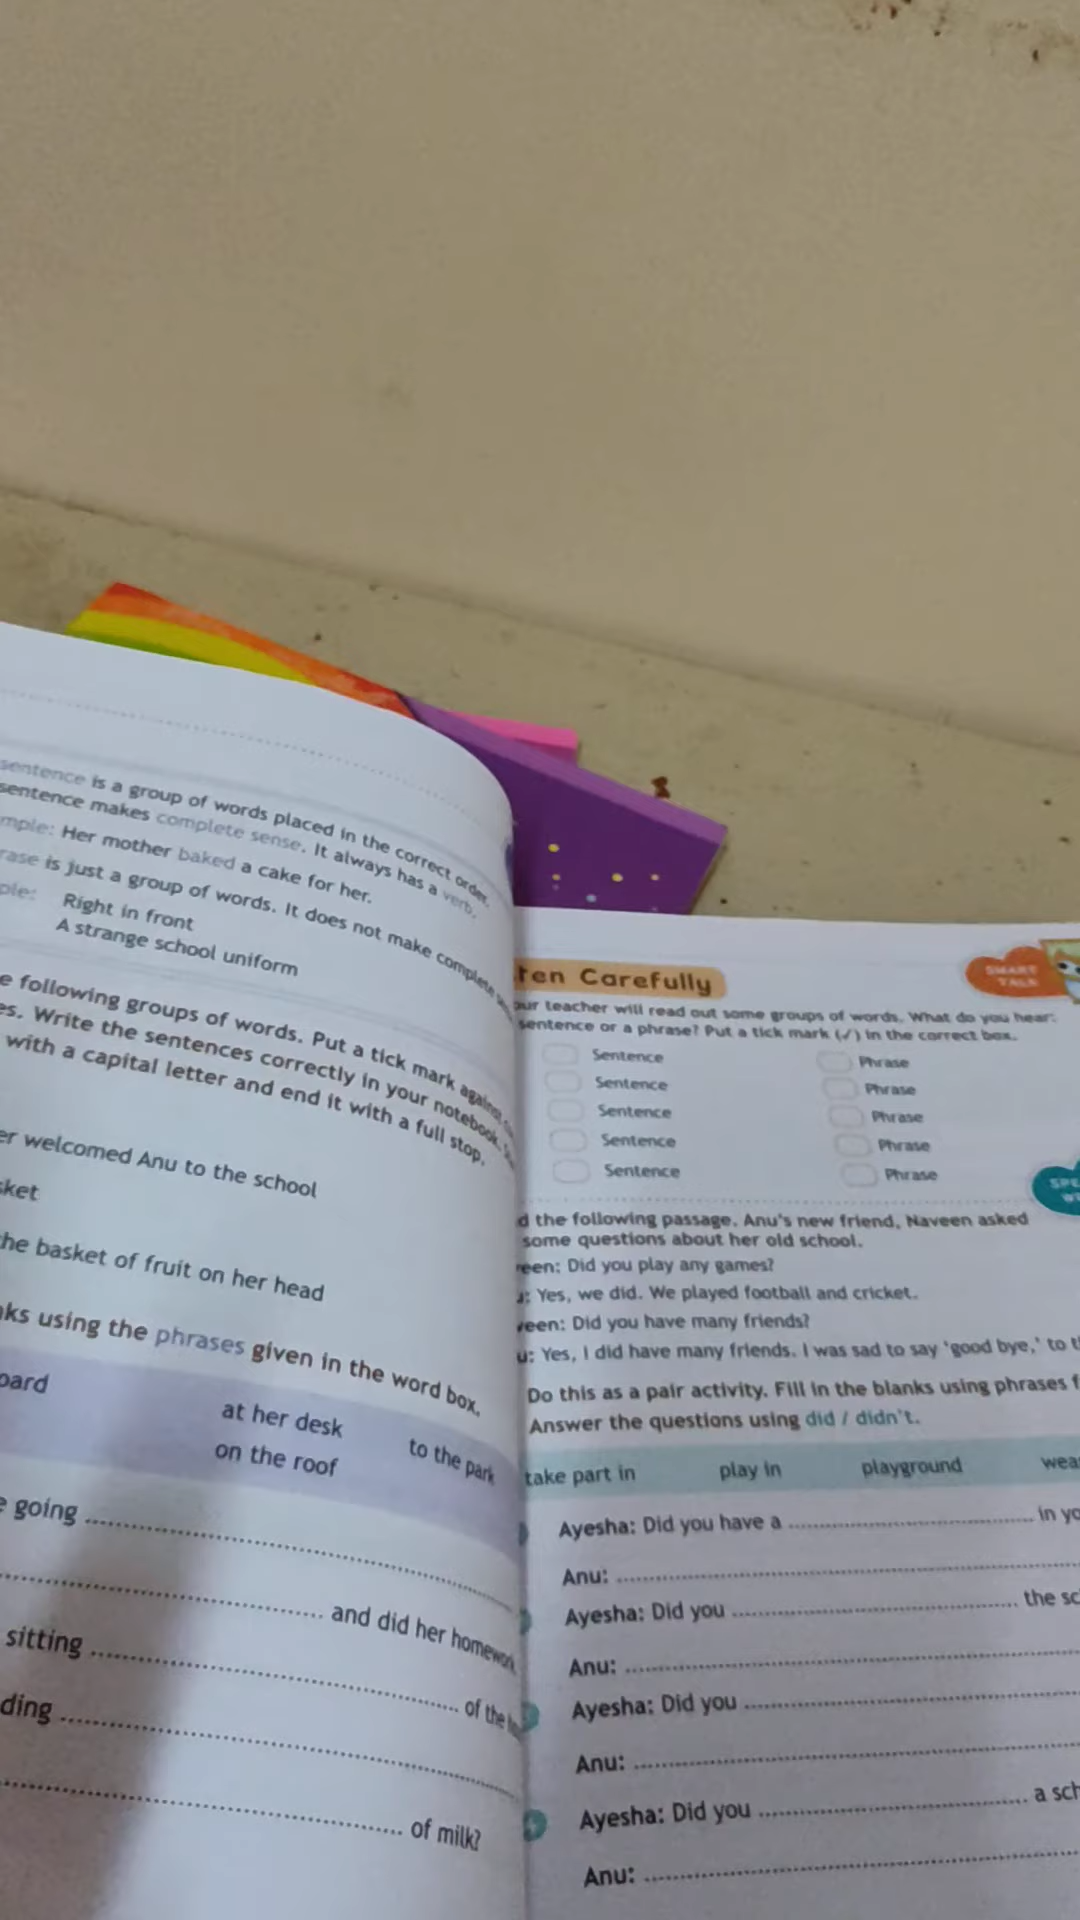 sentence is a group of words placed in the correct order.
sentence makes complete sense. It always has a verb.
mple: Her mother baked a cake for her.
rase is just a group of words. It does not make complete
ple: Right in front
A strange school uniform
e following groups of words. Put a tick mark against
es. Write the sentences correctly in your notebook.
with a capital letter and end it with a full stop.
er welcomed Anu to the school
sket
he basket of fruit on her head
nks using the phrases given in the word box.
oard at her desk to the park
on the roof
e going
and did her homework
sitting of the
ding
of milk?
ten Carefully
SMART
TALK
our teacher will read out some groups of words. What do you hear:
sentence or a phrase? Put a tick mark (✓) in the correct box.
Sentence Phrase
Sentence Phrase
Sentence Phrase
Sentence Phrase
Sentence Phrase
SPE
d the following passage. Anu's new friend, Naveen asked
some questions about her old school.
een: Did you play any games?
: Yes, we did. We played football and cricket.
veen: Did you have many friends?
u: Yes, I did have many friends. I was sad to say 'good bye,' to t
Do this as a pair activity. Fill in the blanks using phrases f
Answer the questions using did / didn't.
take part in play in playground wea
Ayesha: Did you have a in yo
Anu:
Ayesha: Did you the sc
Anu:
Ayesha: Did you
Anu:
Ayesha: Did you a sch
Anu: